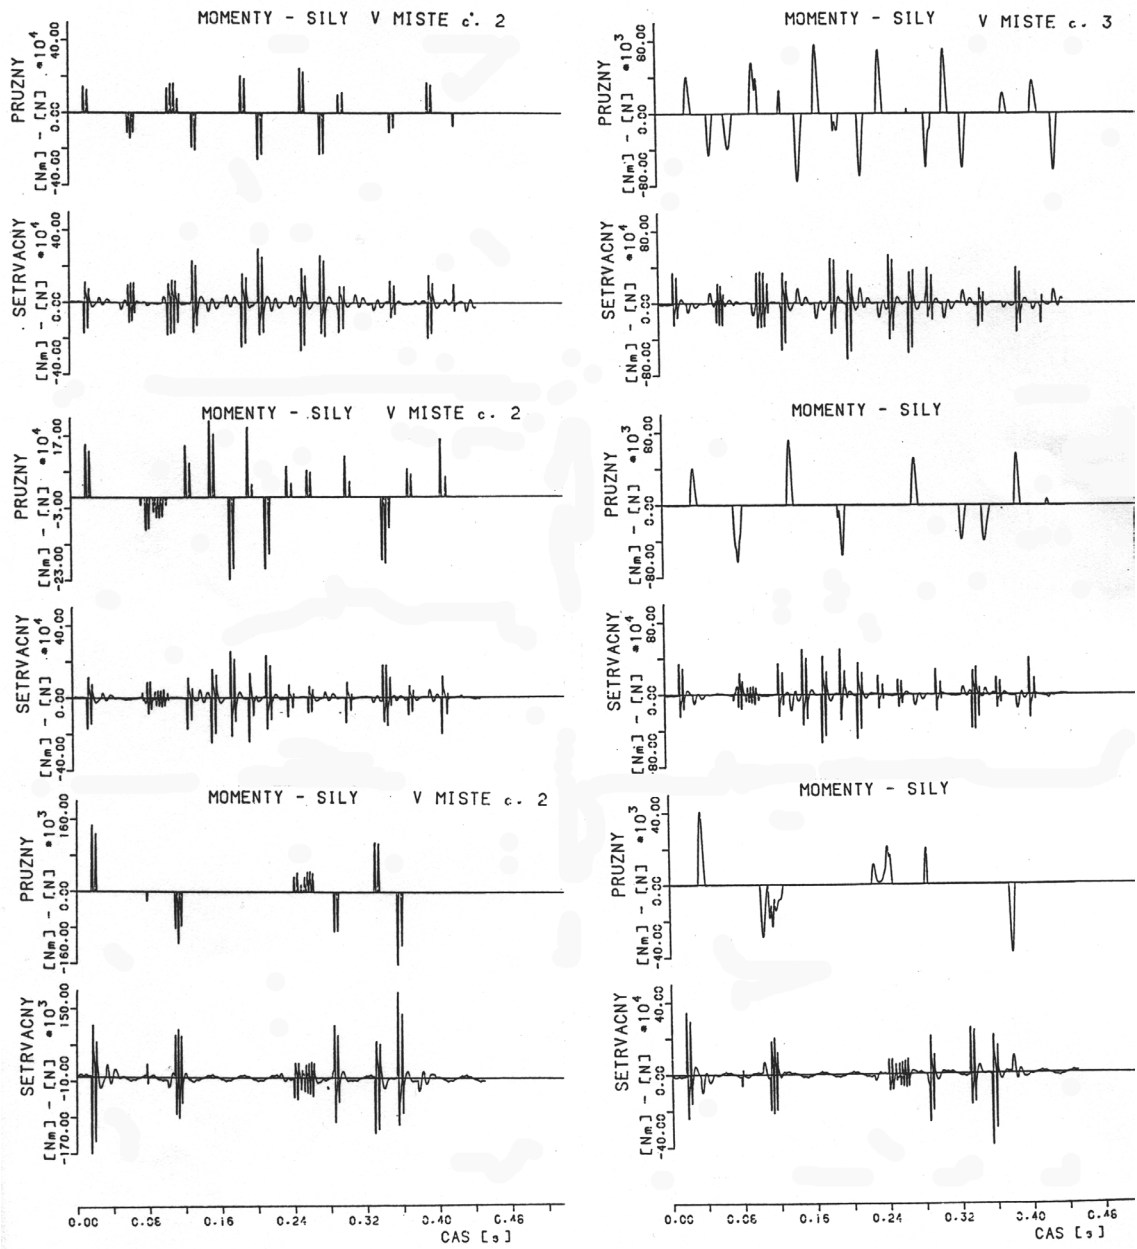 MOMENTY - SILY V MISTE c. 2
PRUZNY
[Nm] - [N] *10⁴
40.00
0.00
-40.00
SETRVACNY
[Nm] - [N] *10⁴
40.00
0.00
-40.00
MOMENTY - SILY V MISTE c. 2
PRUZNY
[Nm] - [N] *10⁴
17.00
-3.00
-23.00
SETRVACNY
[Nm] - [N] *10⁴
40.00
0.00
-40.00
MOMENTY - SILY V MISTE c. 2
PRUZNY
[Nm] - [N] *10³
160.00
0.00
-160.00
SETRVACNY
[Nm] - [N] *10³
150.00
-10.00
-170.00
0.00 0.08 0.16 0.24 0.32 0.40 0.48
CAS [s]
MOMENTY - SILY V MISTE c. 3
PRUZNY
[Nm] - [N] *10³
80.00
0.00
-80.00
SETRVACNY
[Nm] - [N] *10⁴
80.00
0.00
-80.00
MOMENTY - SILY
PRUZNY
[Nm] - [N] *10³
80.00
0.00
-80.00
SETRVACNY
[Nm] - [N] *10⁴
80.00
0.00
-80.00
MOMENTY - SILY
PRUZNY
[Nm] - [N] *10³
40.00
0.00
-40.00
SETRVACNY
[Nm] - [N] *10⁴
40.00
0.00
-40.00
0.00 0.08 0.16 0.24 0.32 0.40 0.48
CAS [s]